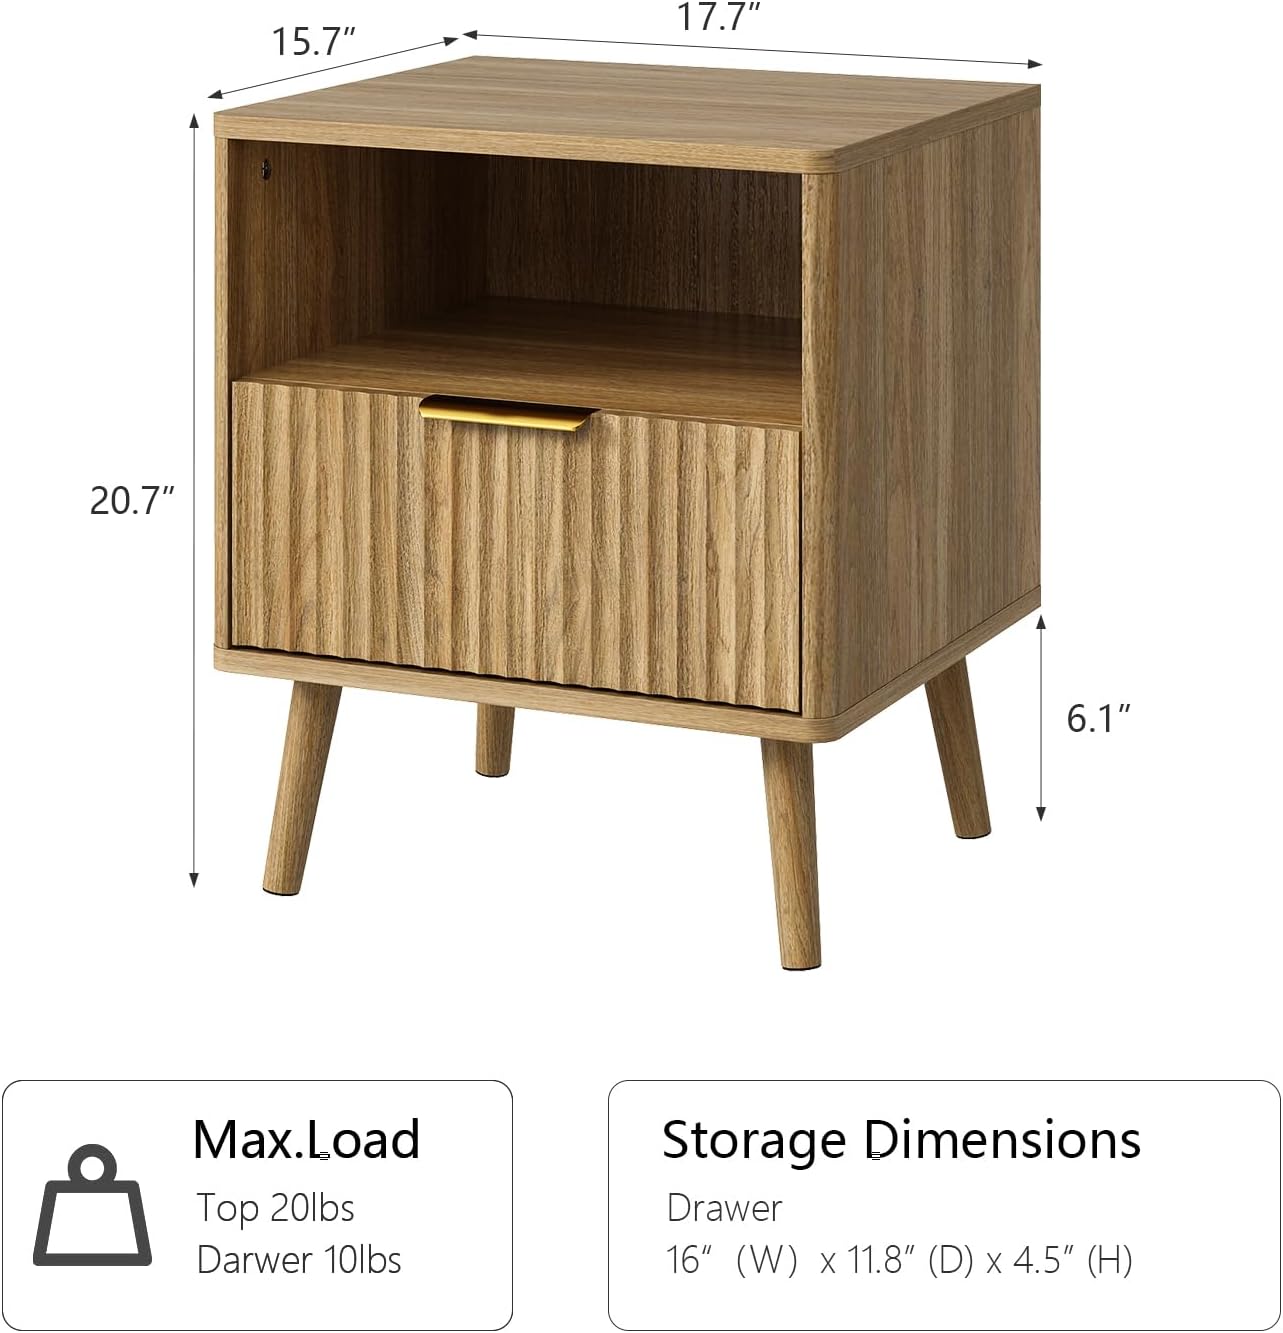 15.7″
17.7″
20.7″
6.1″
Max.Load
Top 20lbs
Darwer 10lbs
Storage Dimensions
Drawer
16“（W）x 11.8″ (D) x 4.5″ (H)